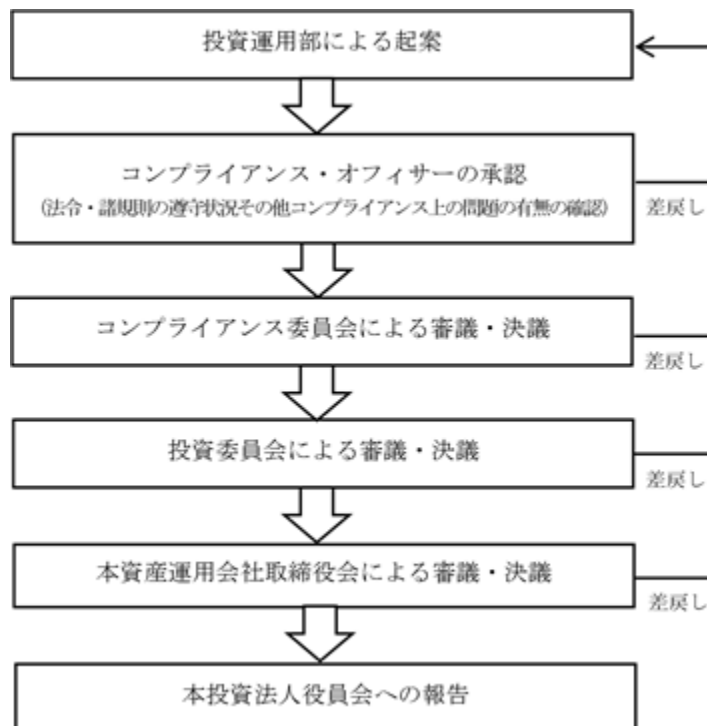 投資運用部による起案
コンプライアンス・オフィサーの承認
(法令・諸規則の遵守状況その他コンプライアンス上の問題の有無の確認)
差戻し
コンプライアンス委員会による審議・決議
差戻し
投資委員会による審議・決議
差戻し
本資産運用会社取締役会による審議・決議
差戻し
本投資法人役員会への報告